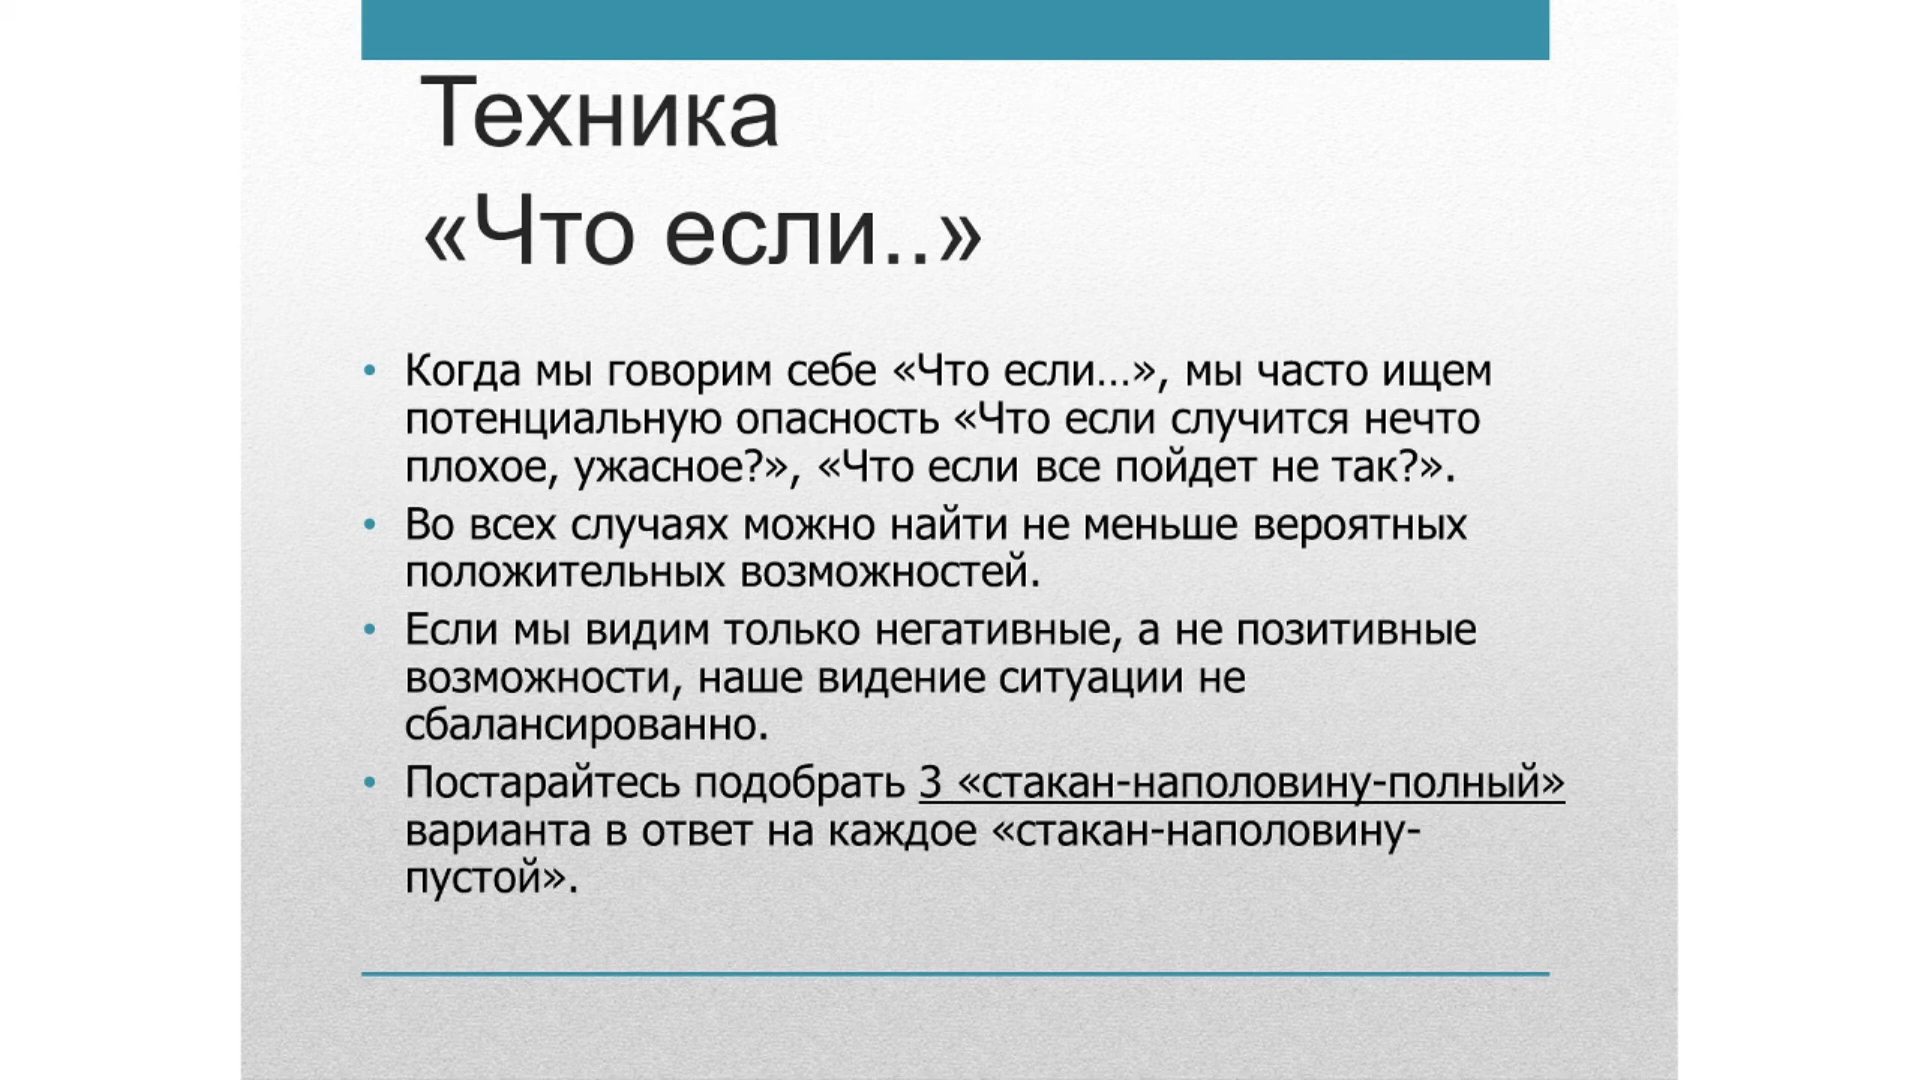 Техника
«Что если..»
• Когда мы говорим себе «Что если…», мы часто ищем
потенциальную опасность «Что если случится нечто
плохое, ужасное?», «Что если все пойдет не так?».
• Во всех случаях можно найти не меньше вероятных
положительных возможностей.
• Если мы видим только негативные, а не позитивные
возможности, наше видение ситуации не
сбалансированно.
• Постарайтесь подобрать 3 «стакан-наполовину-полный»
варианта в ответ на каждое «стакан-наполовину-
пустой».